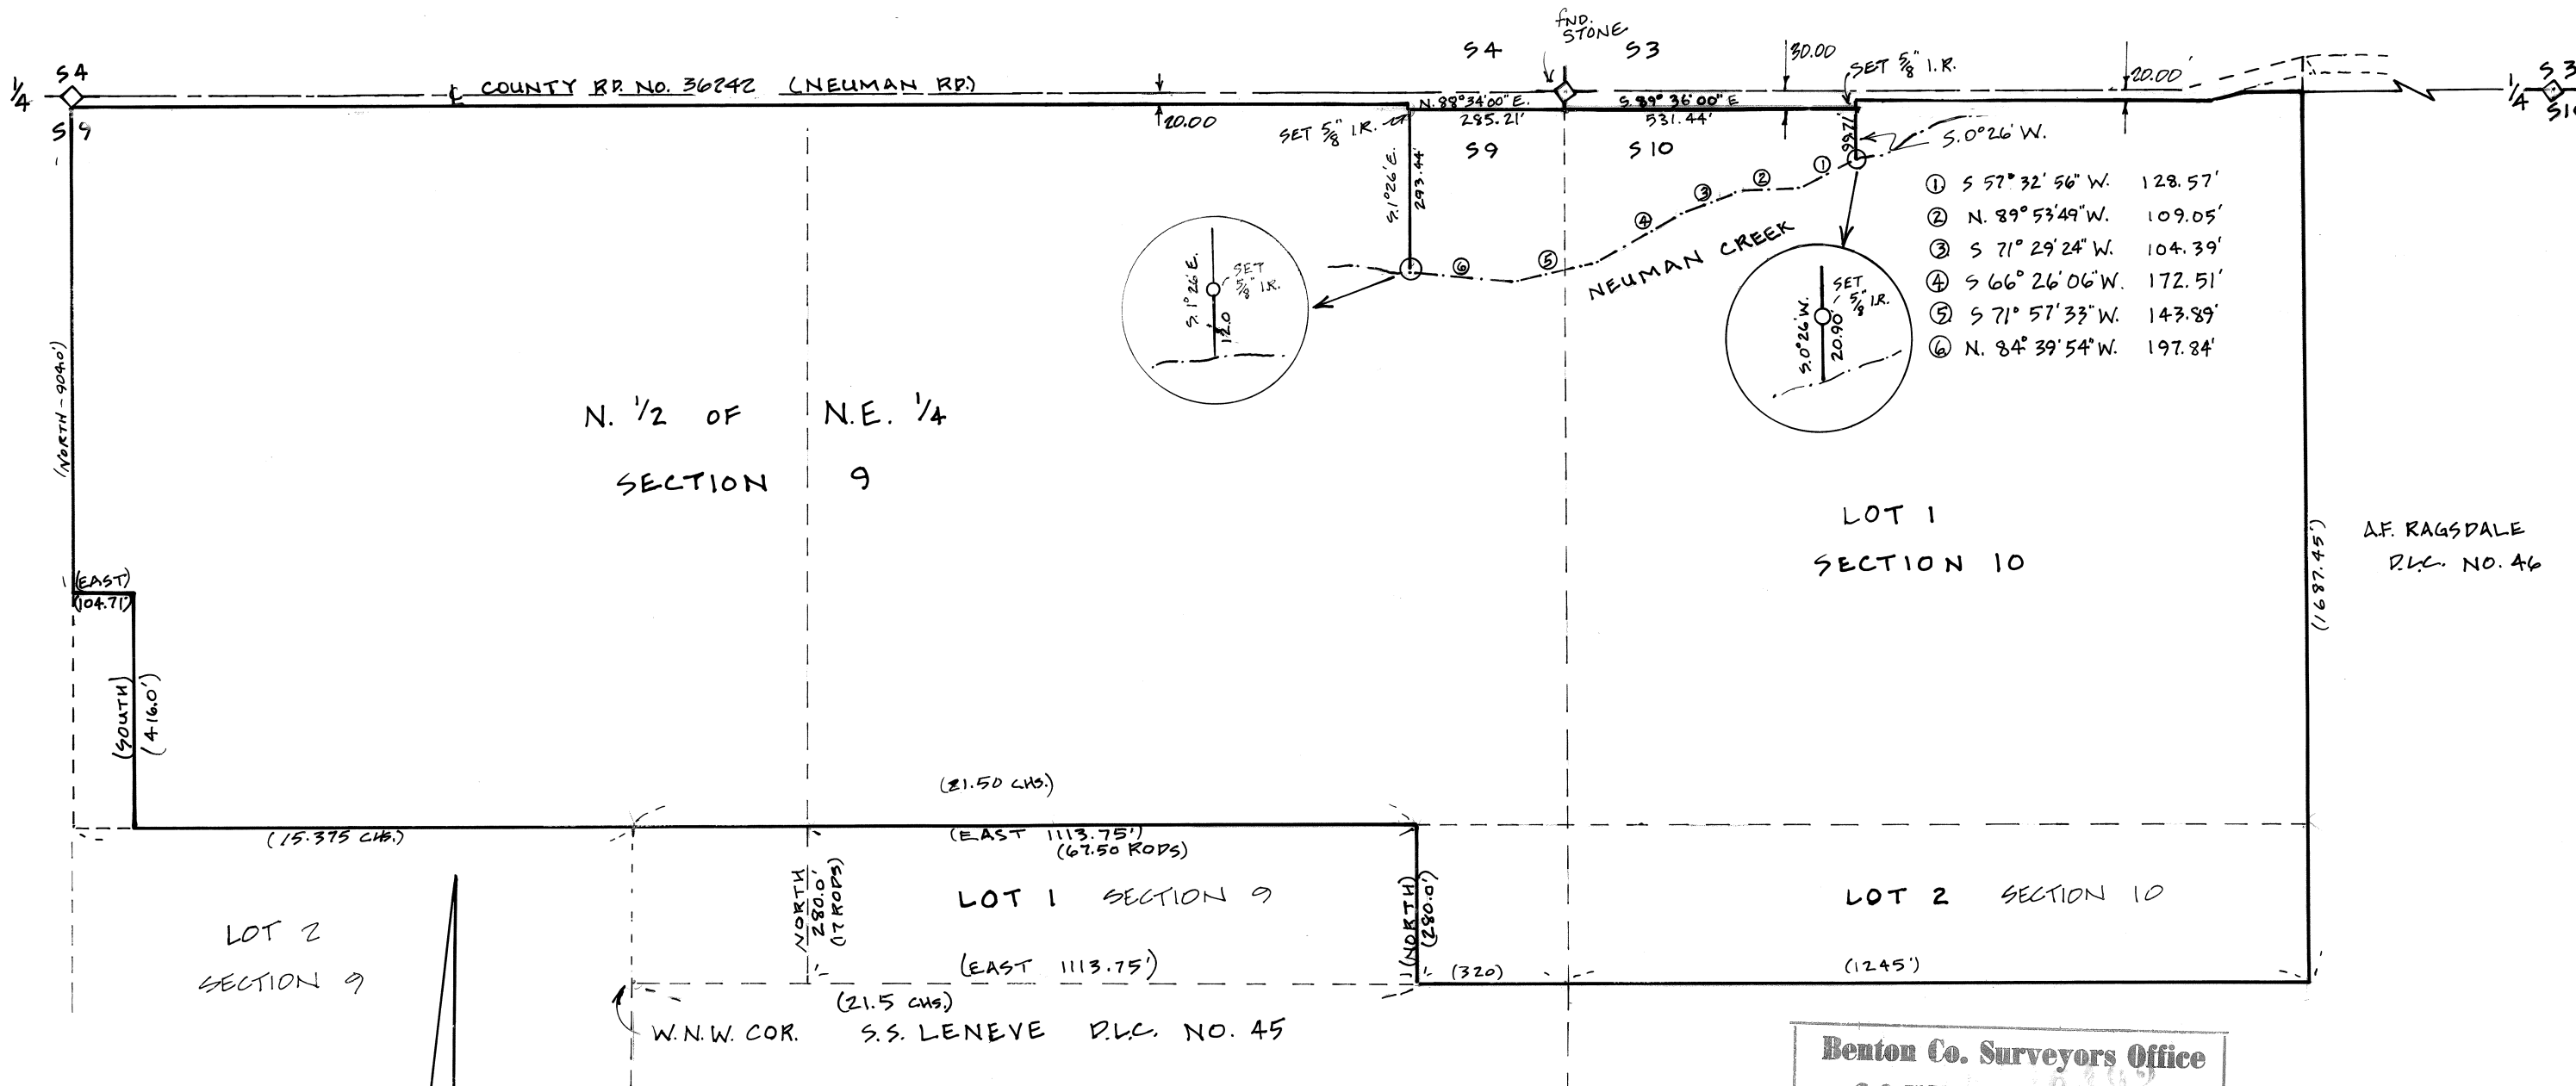 FND.
STONE
S4
S3
30.00
SET 5/8" I.R.
20.00'
S 3
1/4
S4
S 9
℄ COUNTY RD. NO. 36242 (NEUMAN RD.)
20.00
N. 88° 34' 00" E.
285.21'
S. 89° 36' 00" E
531.44'
1/4
SET 5/8" I.R.
S9
S10
S. 1° 26' E.
293.44'
99.71'
S. 0° 26' W.
① S 57° 32' 56" W. 128.57'
② N. 89° 53' 49" W. 109.05'
③ S 71° 29' 24" W. 104.39'
④ S 66° 26' 06" W. 172.51'
⑤ S 71° 57' 33" W. 143.89'
⑥ N. 84° 39' 54" W. 197.84'
①
②
③
④
⑤
⑥
NEUMAN CREEK
S. 1° 26' E.
SET
5/8" I.R.
12.0
S. 0° 26' W.
SET
5/8" I.R.
20.90'
(NORTH - 904.0')
N. 1/2 OF N.E. 1/4
SECTION 9
LOT 1
SECTION 10
A.F. RAGSDALE
D.L.C. NO. 46
(1687.45')
(EAST)
(104.71')
(SOUTH)
(416.0')
(21.50 CHS.)
(15.375 CHS.)
(EAST 1113.75')
(67.50 RODS)
NORTH
280.0'
(17 RODS)
LOT 1 SECTION 9
(NORTH)
(280.0')
LOT 2 SECTION 10
LOT 2
SECTION 9
(EAST 1113.75')
(320)
(1245')
(21.5 CHS.)
W.N.W. COR. S.S. LENEVE D.L.C. NO. 45
Benton Co. Surveyors Office